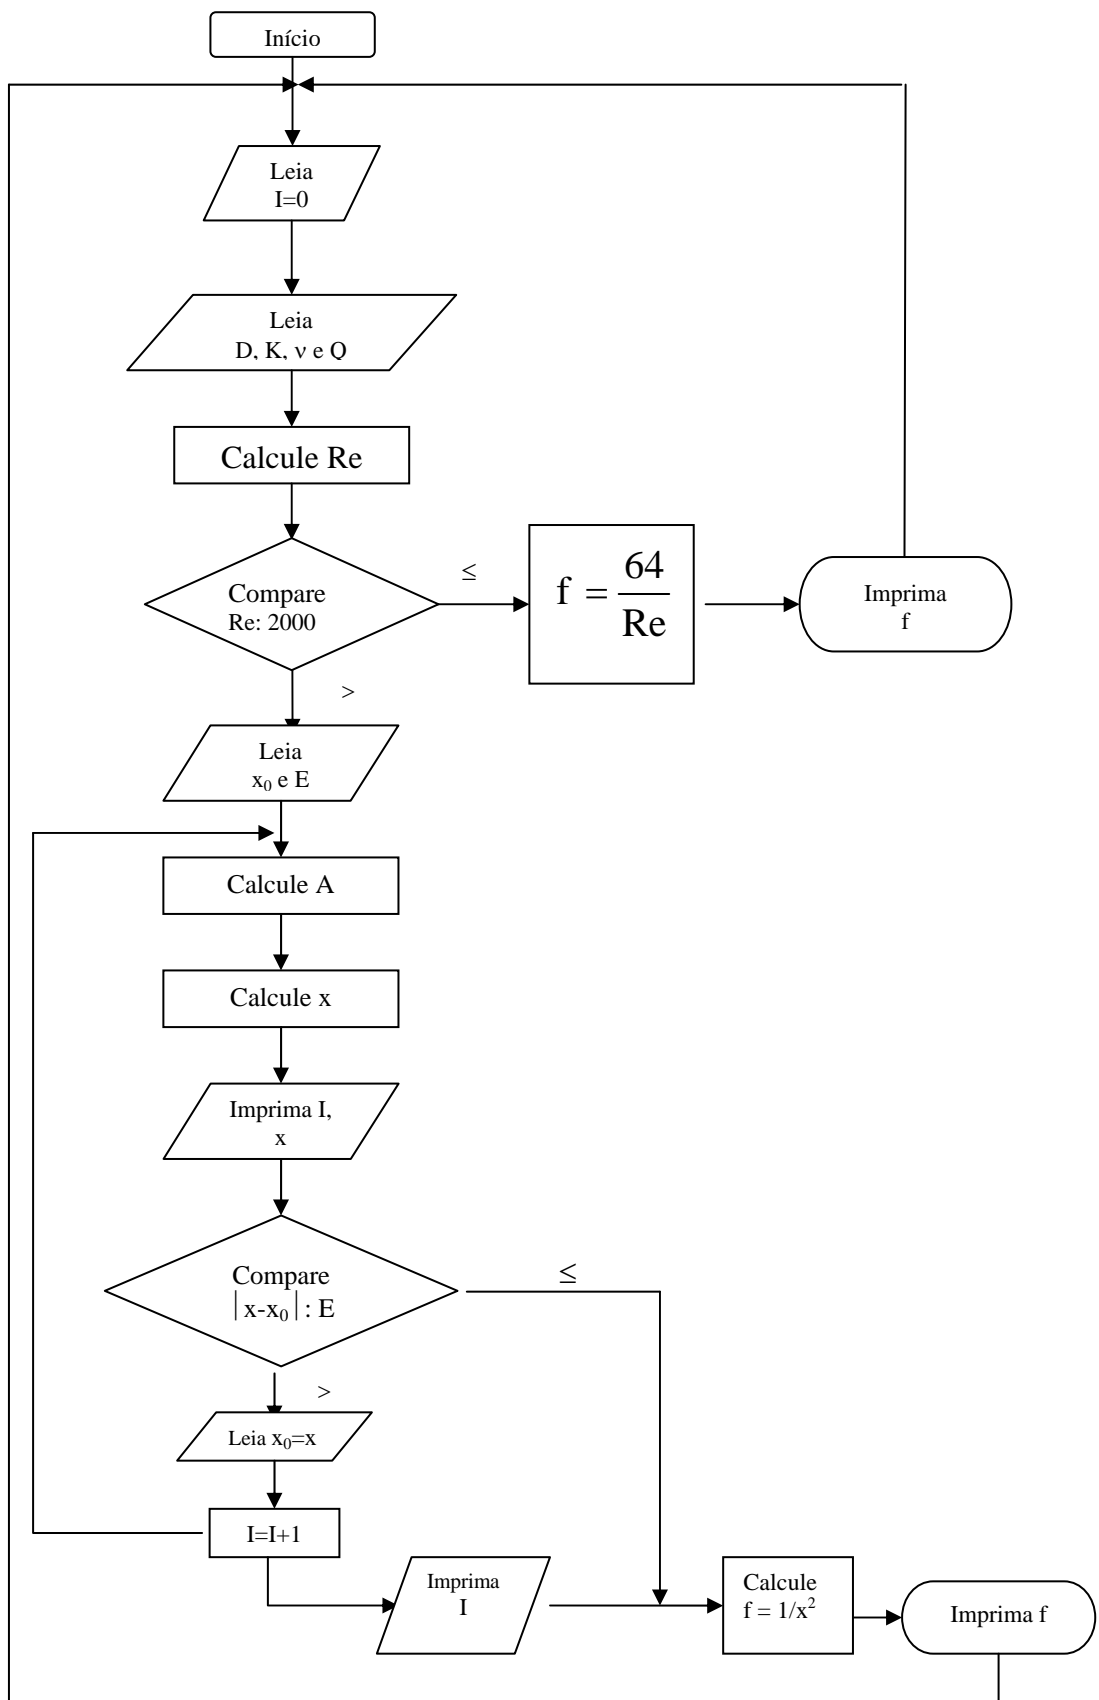 Início
Leia
I=0
Leia
D, K, ν e Q
Calcule Re
Compare
Re: 2000
≤
f = 64/Re
Imprima
f
>
Leia
x₀ e E
Calcule A
Calcule x
Imprima I,
x
Compare
|x-x₀| : E
≤
>
Leia x₀=x
I=I+1
Imprima
I
Calcule
f = 1/x²
Imprima f